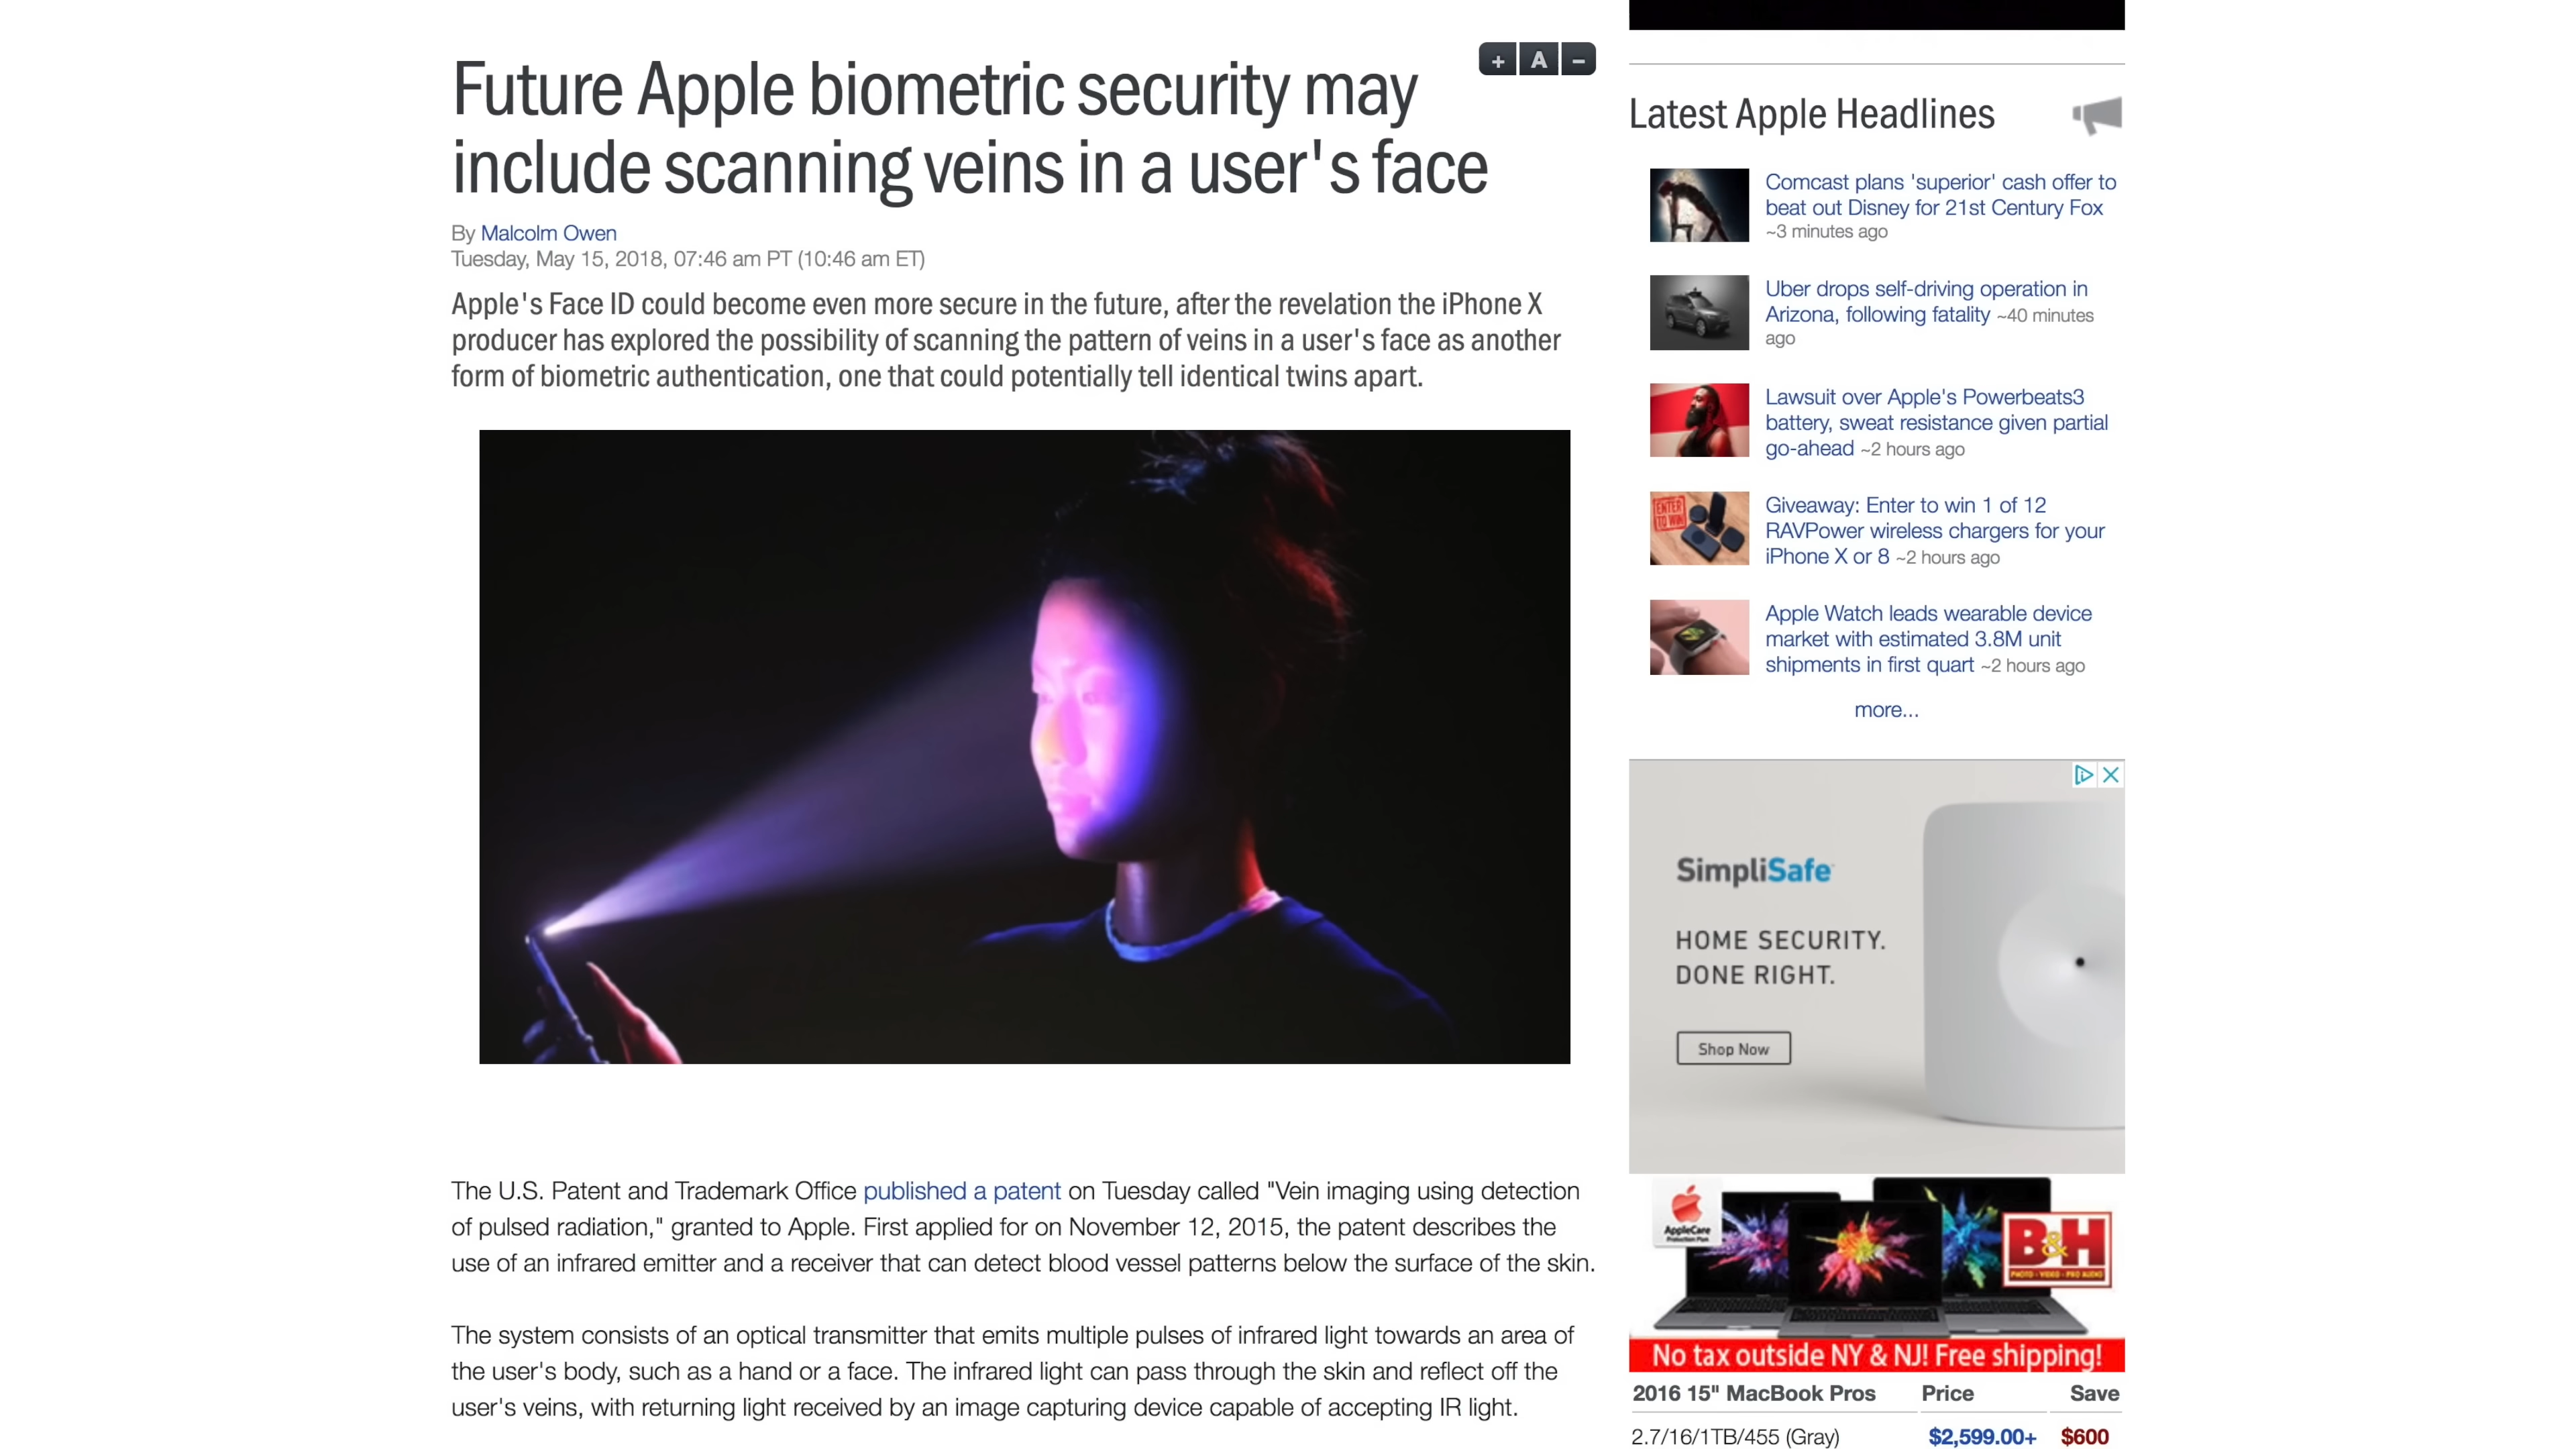 Future Apple biometric security may
include scanning veins in a user's face
+ A −
By Malcolm Owen
Tuesday, May 15, 2018, 07:46 am PT (10:46 am ET)
Apple's Face ID could become even more secure in the future, after the revelation the iPhone X
producer has explored the possibility of scanning the pattern of veins in a user's face as another
form of biometric authentication, one that could potentially tell identical twins apart.
The U.S. Patent and Trademark Office published a patent on Tuesday called "Vein imaging using detection
of pulsed radiation," granted to Apple. First applied for on November 12, 2015, the patent describes the
use of an infrared emitter and a receiver that can detect blood vessel patterns below the surface of the skin.
The system consists of an optical transmitter that emits multiple pulses of infrared light towards an area of
the user's body, such as a hand or a face. The infrared light can pass through the skin and reflect off the
user's veins, with returning light received by an image capturing device capable of accepting IR light.
Latest Apple Headlines
Comcast plans 'superior' cash offer to
beat out Disney for 21st Century Fox
~3 minutes ago
Uber drops self-driving operation in
Arizona, following fatality ~40 minutes
ago
Lawsuit over Apple's Powerbeats3
battery, sweat resistance given partial
go-ahead ~2 hours ago
ENTER
TO WIN
Giveaway: Enter to win 1 of 12
RAVPower wireless chargers for your
iPhone X or 8 ~2 hours ago
Apple Watch leads wearable device
market with estimated 3.8M unit
shipments in first quart ~2 hours ago
more...
SimpliSafe
HOME SECURITY.
DONE RIGHT.
Shop Now
AppleCare
Protection Plan
B&H
PHOTO - VIDEO - PRO AUDIO
No tax outside NY & NJ! Free shipping!
2016 15" MacBook Pros Price Save
2.7/16/1TB/455 (Gray) $2,599.00+ $600